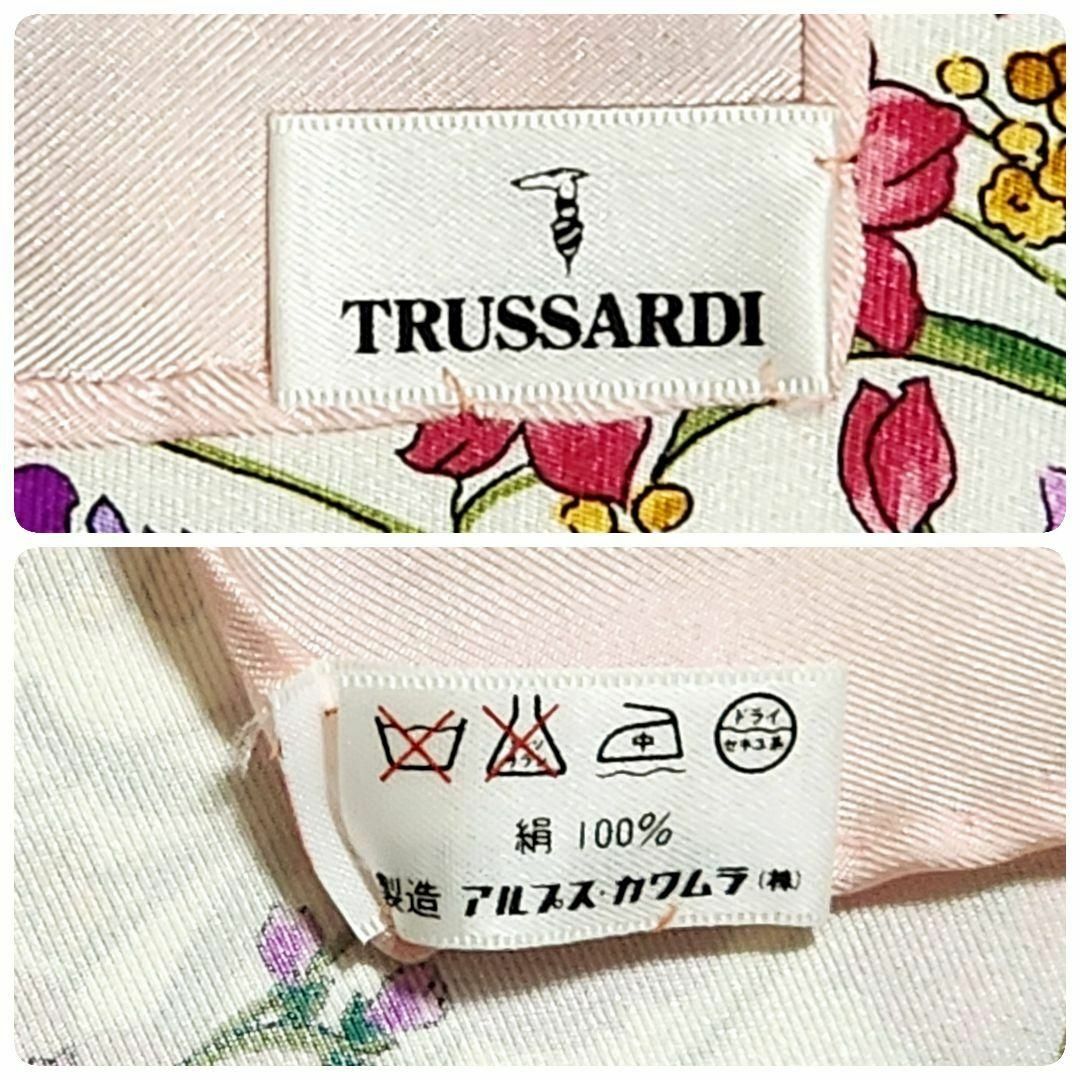 TRUSSARDI
中
ドライ
セキユ系
絹 100%
製造 アルプス・カワムラ(株)